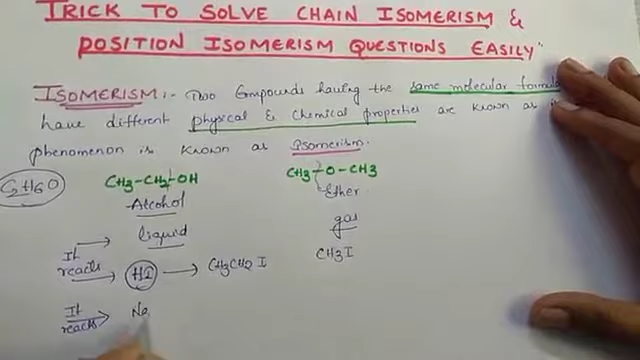 TRICK TO SOLVE CHAIN ISOMERISM &
POSITION ISOMERISM QUESTIONS EASILY"
ISOMERISM:- Two Compounds having the same molecular formula
have different physical & chemical properties are known as
phenomenon is known as Isomerism.
C2H6O CH3-CH2-OH CH3-O-CH3
Alcohol Ether
liquid gas
It reacts HI → CH3CH2I CH3I
It reacts Na